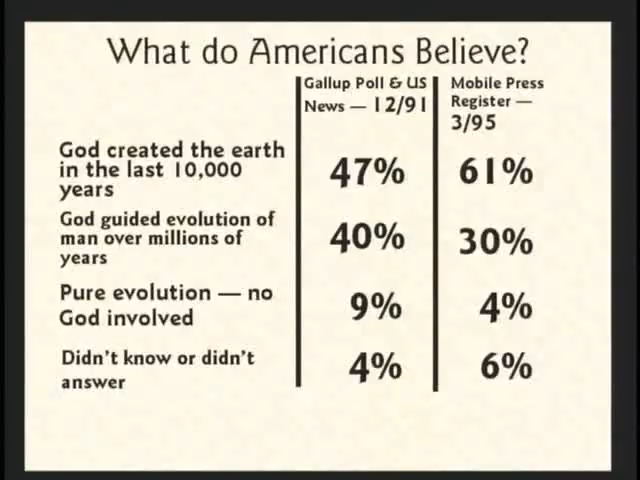 What do Americans Believe?
Gallup Poll & US
News — 12/91
Mobile Press
Register —
3/95
God created the earth
in the last 10,000
years
47%
61%
God guided evolution of
man over millions of
years
40%
30%
Pure evolution — no
God involved
9%
4%
Didn't know or didn't
answer
4%
6%